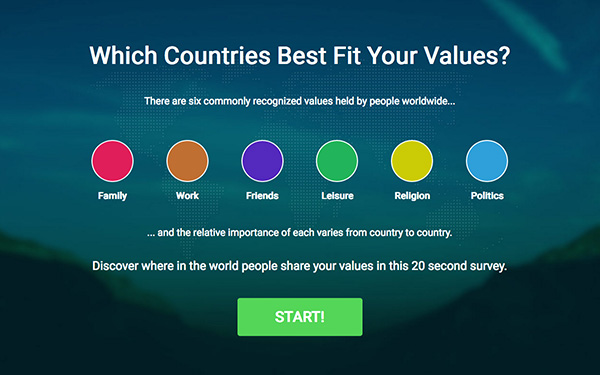 Which Countries Best Fit Your Values?
There are six commonly recognized values held by people worldwide...
Family Work Friends Leisure Religion Politics
... and the relative importance of each varies from country to country.
Discover where in the world people share your values in this 20 second survey.
START!